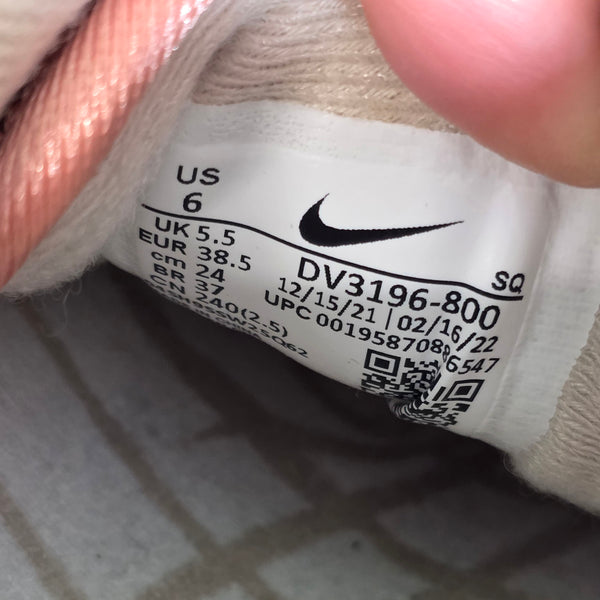 US
6
UK 5.5
EUR 38.5
cm 24
BR 37
CN 240(2.5)
SQ
DV3196-800
12/15/21 | 02/16/22
UPC 00195870886547